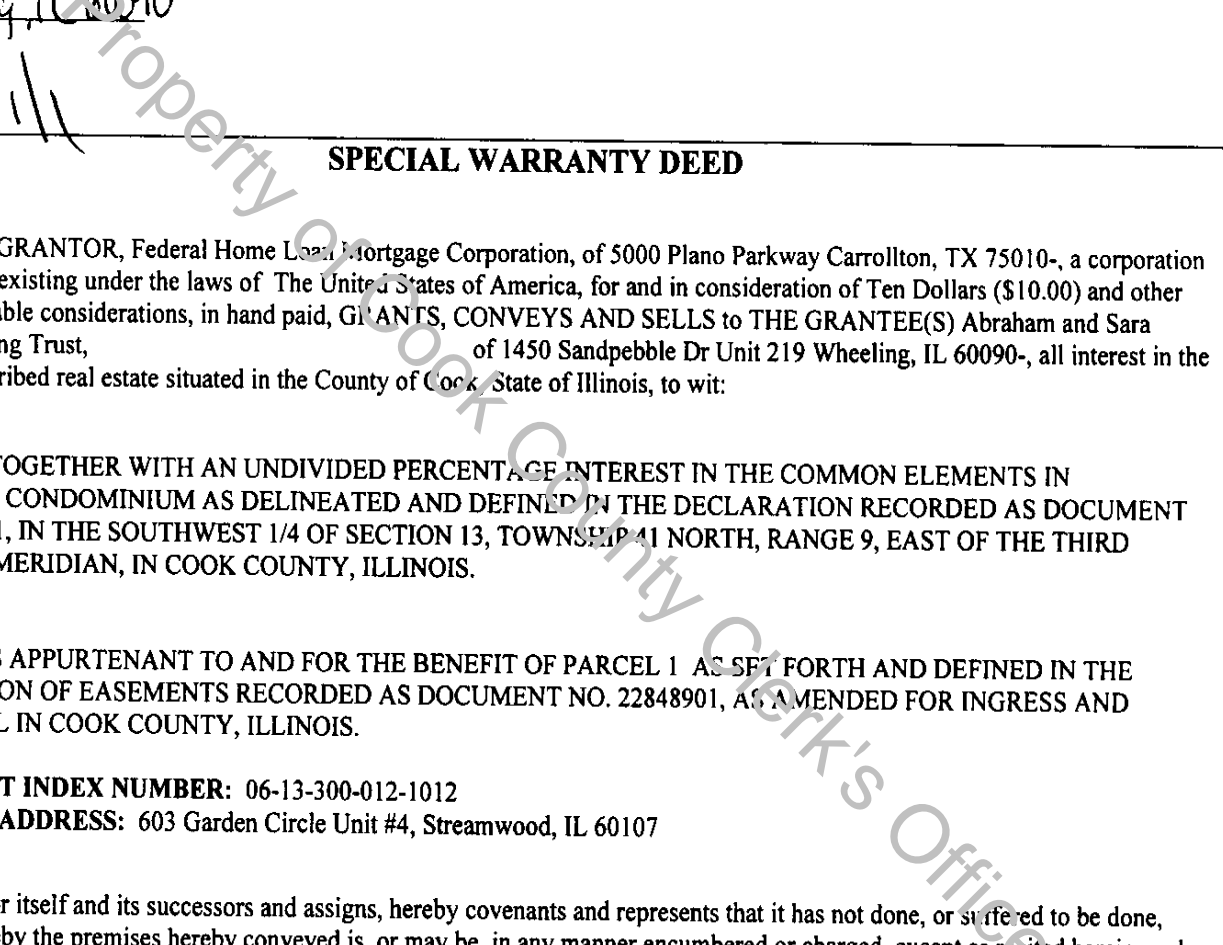 SPECIAL WARRANTY DEED
GRANTOR, Federal Home Loan Mortgage Corporation, of 5000 Plano Parkway Carrollton, TX 75010-, a corporation
existing under the laws of The United States of America, for and in consideration of Ten Dollars ($10.00) and other
ble considerations, in hand paid, GRANTS, CONVEYS AND SELLS to THE GRANTEE(S) Abraham and Sara
ng Trust, of 1450 Sandpebble Dr Unit 219 Wheeling, IL 60090-, all interest in the
ribed real estate situated in the County of Cook, State of Illinois, to wit:
OGETHER WITH AN UNDIVIDED PERCENTAGE INTEREST IN THE COMMON ELEMENTS IN
CONDOMINIUM AS DELINEATED AND DEFINED IN THE DECLARATION RECORDED AS DOCUMENT
1, IN THE SOUTHWEST 1/4 OF SECTION 13, TOWNSHIP 41 NORTH, RANGE 9, EAST OF THE THIRD
MERIDIAN, IN COOK COUNTY, ILLINOIS.
S APPURTENANT TO AND FOR THE BENEFIT OF PARCEL 1 AS SET FORTH AND DEFINED IN THE
ON OF EASEMENTS RECORDED AS DOCUMENT NO. 22848901, AS AMENDED FOR INGRESS AND
L IN COOK COUNTY, ILLINOIS.
T INDEX NUMBER: 06-13-300-012-1012
ADDRESS: 603 Garden Circle Unit #4, Streamwood, IL 60107
r itself and its successors and assigns, hereby covenants and represents that it has not done, or suffered to be done,
by the premises hereby conveyed is, or may be, in any manner encumbered or charged, except
Property of Cook County Clerk's Office